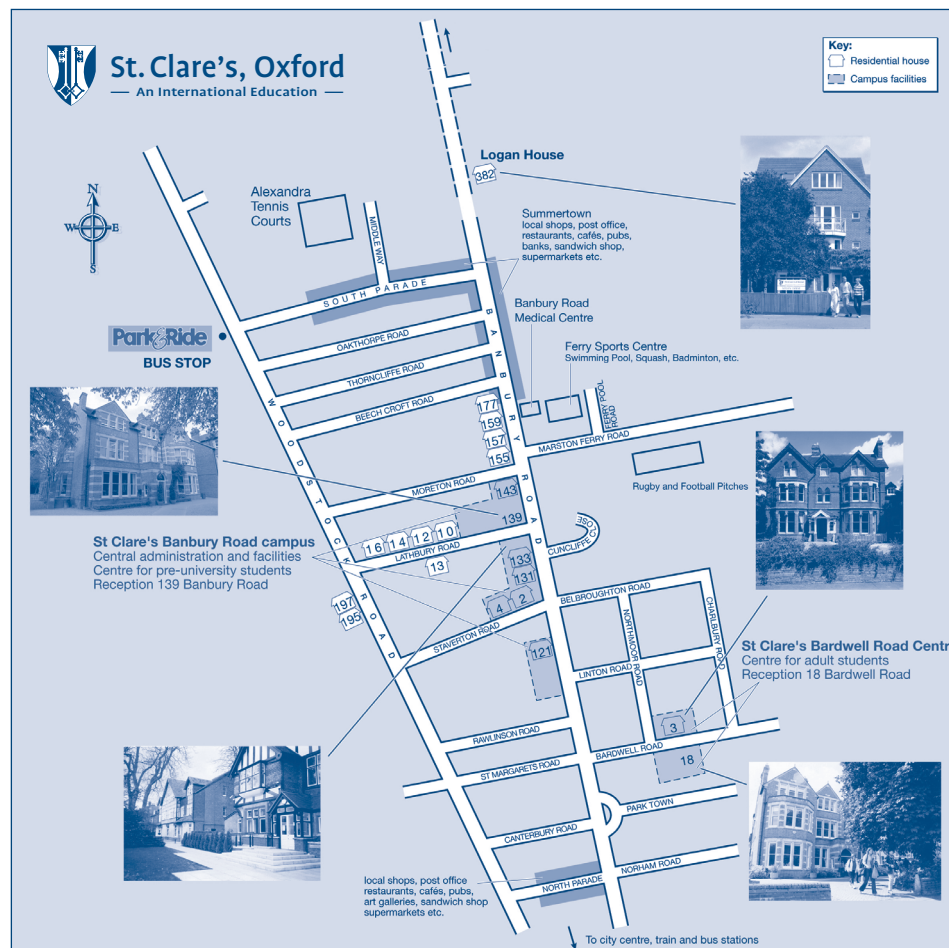 St. Clare's, Oxford
An International Education
Key:
Residential house
Campus facilities
Logan House
382
N
W E
S
Alexandra
Tennis
Courts
MIDDLE WAY
Summertown
local shops, post office,
restaurants, cafés, pubs,
banks, sandwich shop,
supermarkets etc.
SOUTH PARADE
Banbury Road
Medical Centre
Park & Ride
BUS STOP
OAKTHORPE ROAD
Ferry Sports Centre
Swimming Pool, Squash, Badminton, etc.
THORNCLIFFE ROAD
BEECH CROFT ROAD
FERRY POOL
ROAD
BANBURY ROAD
WOODSTOCK ROAD
177
159
157
155
MARSTON FERRY ROAD
Rugby and Football Pitches
MORETON ROAD
143
139
16 14 12 10
LATHBURY ROAD
13
CUNCLIFFE CLOSE
St Clare's Banbury Road campus
Central administration and facilities
Centre for pre-university students
Reception 139 Banbury Road
133
131
4 2
197
195
BELBROUGHTON ROAD
STAVERTON ROAD
NORTHMOOR ROAD
CHARLBURY ROAD
121
LINTON ROAD
St Clare's Bardwell Road Centr
Centre for adult students
Reception 18 Bardwell Road
3
RAWLINSON ROAD
BARDWELL ROAD
18
ST MARGARETS ROAD
PARK TOWN
CANTERBURY ROAD
NORHAM ROAD
NORTH PARADE
local shops, post office
restaurants, cafés, pubs,
art galleries, sandwich shop
supermarkets etc.
To city centre, train and bus stations